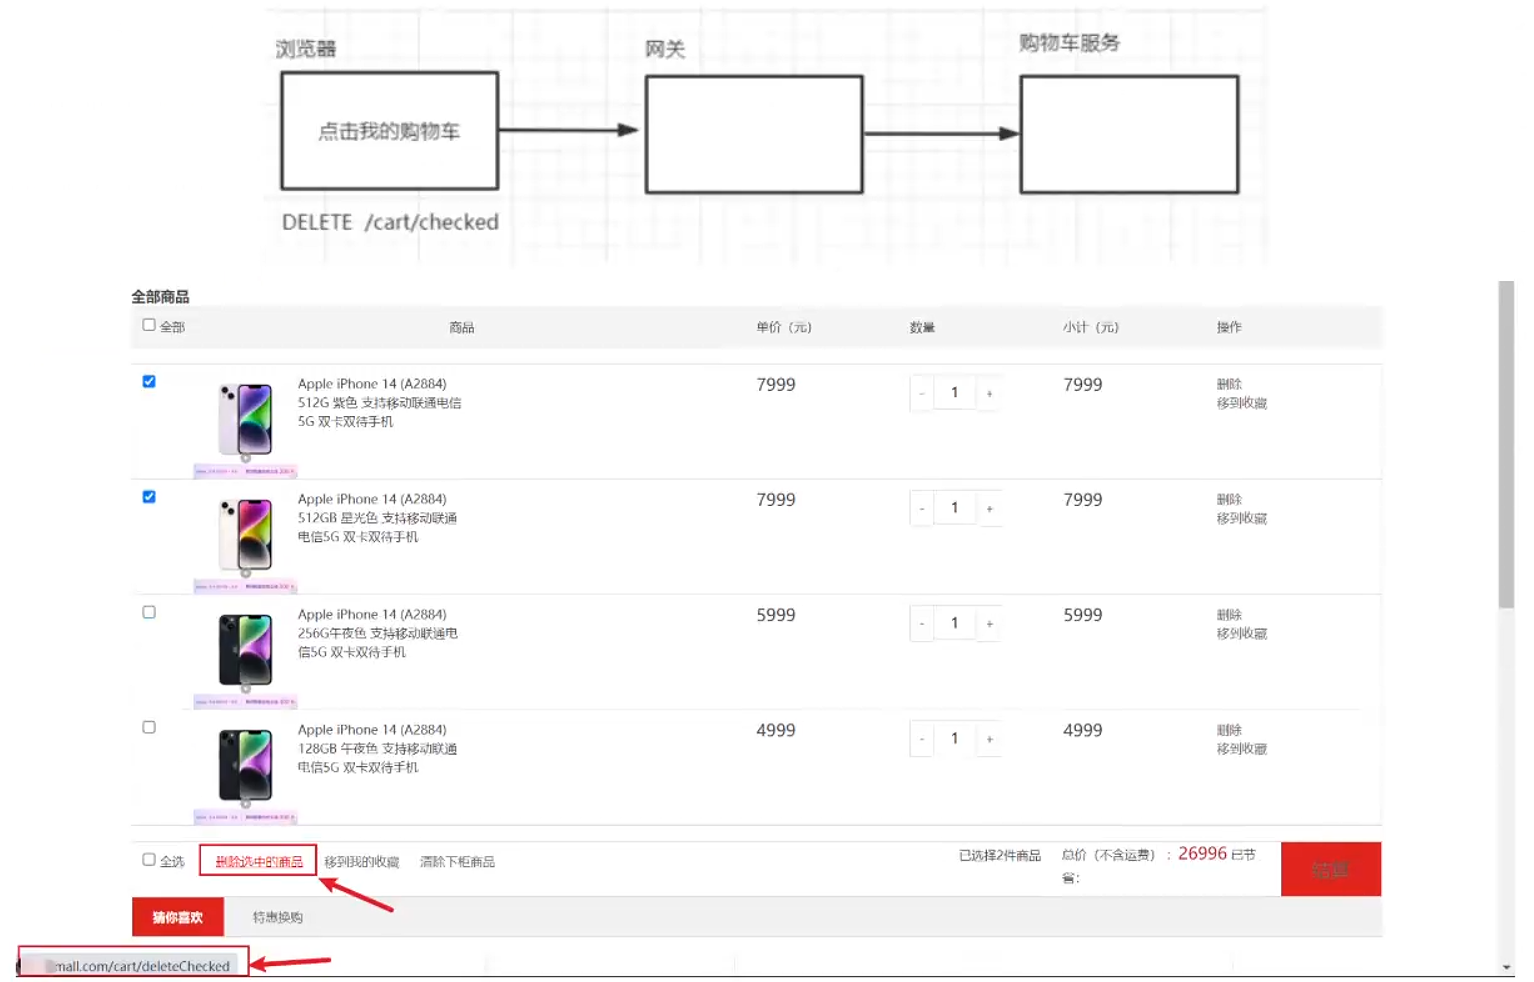 浏览器
网关
购物车服务
点击我的购物车
DELETE /cart/checked
全部商品
全部 商品 单价（元） 数量 小计（元） 操作
Apple iPhone 14 (A2884)
512G 紫色 支持移动联通电信
5G 双卡双待手机
7999 - 1 + 7999
删除
移到收藏
Apple iPhone 14 (A2884)
512GB 星光色 支持移动联通
电信5G 双卡双待手机
7999 - 1 + 7999
删除
移到收藏
Apple iPhone 14 (A2884)
256G午夜色 支持移动联通电
信5G 双卡双待手机
5999 - 1 + 5999
删除
移到收藏
Apple iPhone 14 (A2884)
128GB 午夜色 支持移动联通
电信5G 双卡双待手机
4999 - 1 + 4999
删除
移到收藏
全选 删除选中的商品 移到我的收藏 清除下柜商品 已选择2件商品 总价（不含运费）：26996 已节
省：
结算
猜你喜欢 特惠换购
mall.com/cart/deleteChecked